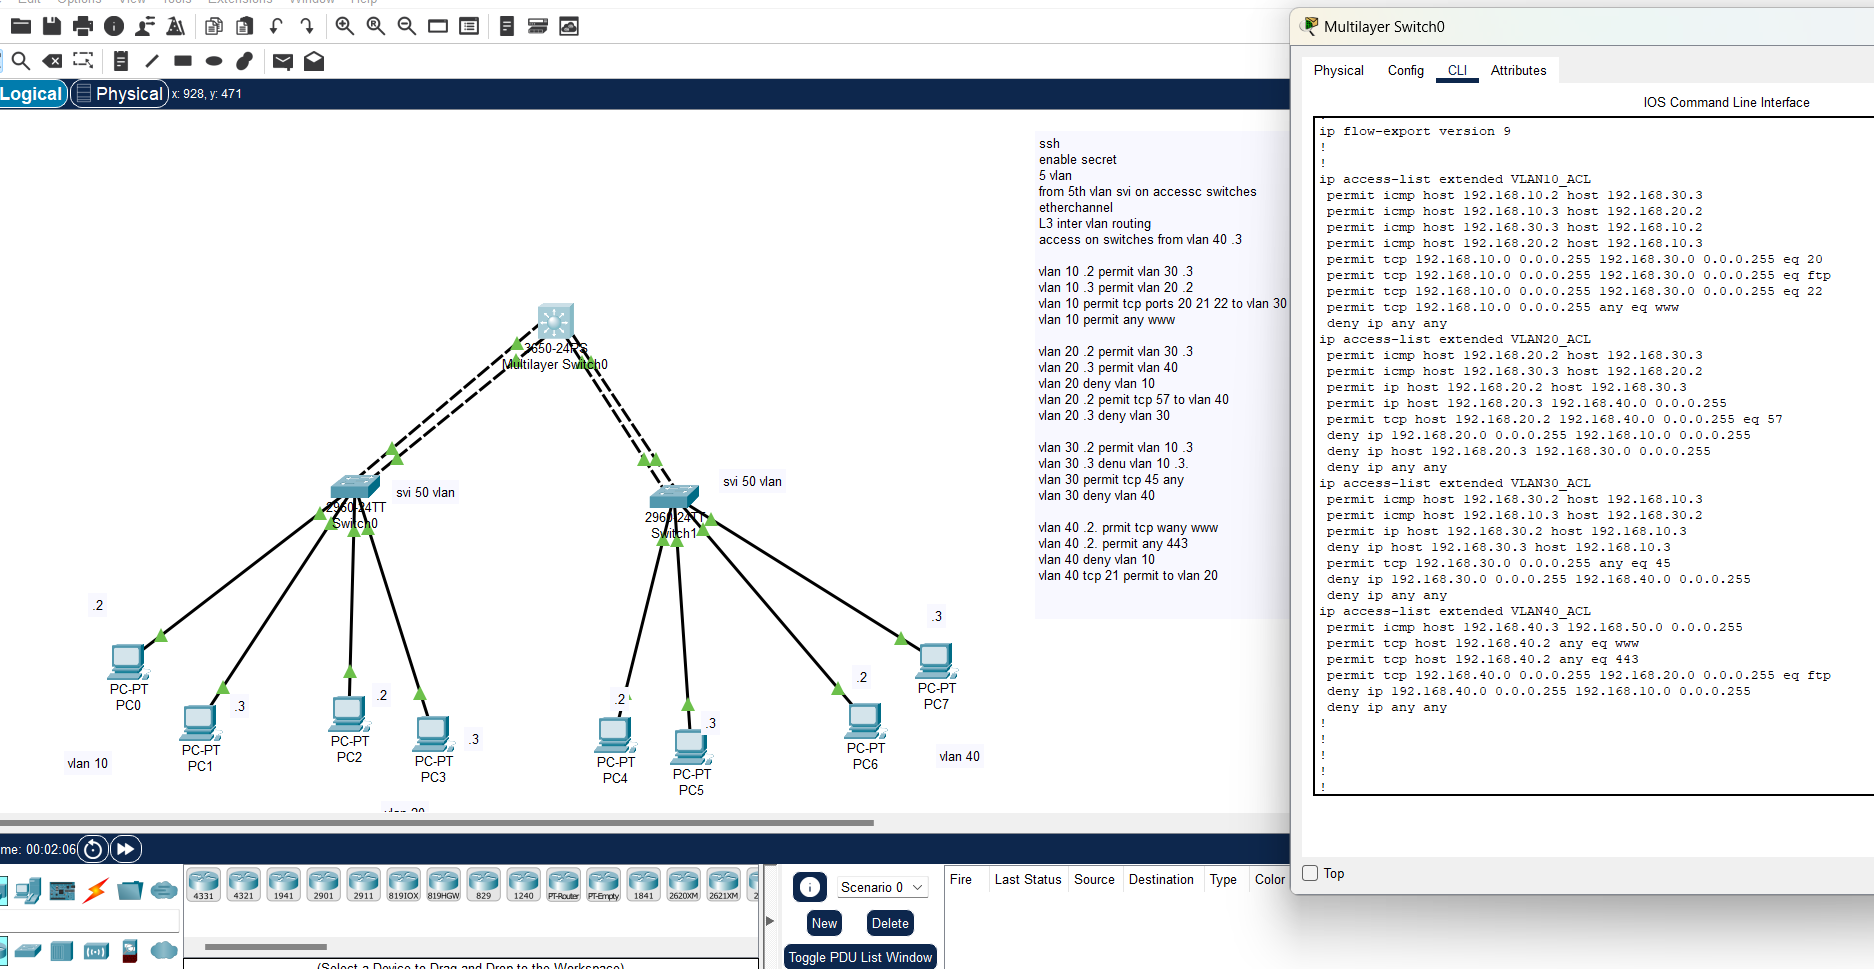 Edit Options View Tools Extensions Window Help
Logical
Physical
x: 928, y: 471
ssh
enable secret
5 vlan
from 5th vlan svi on accessc switches
etherchannel
L3 inter vlan routing
access on switches from vlan 40 .3
vlan 10 .2 permit vlan 30 .3
vlan 10 .3 permit vlan 20 .2
vlan 10 permit tcp ports 20 21 22 to vlan 30
vlan 10 permit any www
vlan 20 .2 permit vlan 30 .3
vlan 20 .3 permit vlan 40
vlan 20 deny vlan 10
vlan 20 .2 pemit tcp 57 to vlan 40
vlan 20 .3 deny vlan 30
vlan 30 .2 permit vlan 10 .3
vlan 30 .3 denu vlan 10 .3.
vlan 30 permit tcp 45 any
vlan 30 deny vlan 40
vlan 40 .2. prmit tcp wany www
vlan 40 .2. permit any 443
vlan 40 deny vlan 10
vlan 40 tcp 21 permit to vlan 20
3650-24PS
Multilayer Switch0
svi 50 vlan
2960-24TT
Switch0
svi 50 vlan
2960-24TT
Switch1
.2
PC-PT
PC0
.3
PC-PT
PC1
.2
PC-PT
PC2
.3
PC-PT
PC3
.2
PC-PT
PC4
.3
PC-PT
PC5
.2
PC-PT
PC6
.3
PC-PT
PC7
vlan 10
vlan 40
vlan 20
me: 00:02:06
4331
4321
1941
2901
2911
819IOX
819HGW
829
1240
PT-Router
PT-Empty
1841
2620XM
2621XM
2
(Select a Device to Drag and Drop to the Workspace)
Scenario 0
New
Delete
Toggle PDU List Window
Fire Last Status Source Destination Type Color
Multilayer Switch0
Physical Config CLI Attributes
IOS Command Line Interface
ip flow-export version 9
!
!
ip access-list extended VLAN10_ACL
permit icmp host 192.168.10.2 host 192.168.30.3
permit icmp host 192.168.10.3 host 192.168.20.2
permit icmp host 192.168.30.3 host 192.168.10.2
permit icmp host 192.168.20.2 host 192.168.10.3
permit tcp 192.168.10.0 0.0.0.255 192.168.30.0 0.0.0.255 eq 20
permit tcp 192.168.10.0 0.0.0.255 192.168.30.0 0.0.0.255 eq ftp
permit tcp 192.168.10.0 0.0.0.255 192.168.30.0 0.0.0.255 eq 22
permit tcp 192.168.10.0 0.0.0.255 any eq www
deny ip any any
ip access-list extended VLAN20_ACL
permit icmp host 192.168.20.2 host 192.168.30.3
permit icmp host 192.168.30.3 host 192.168.20.2
permit ip host 192.168.20.2 host 192.168.30.3
permit ip host 192.168.20.3 192.168.40.0 0.0.0.255
permit tcp host 192.168.20.2 192.168.40.0 0.0.0.255 eq 57
deny ip 192.168.20.0 0.0.0.255 192.168.10.0 0.0.0.255
deny ip host 192.168.20.3 192.168.30.0 0.0.0.255
deny ip any any
ip access-list extended VLAN30_ACL
permit icmp host 192.168.30.2 host 192.168.10.3
permit icmp host 192.168.10.3 host 192.168.30.2
permit ip host 192.168.30.2 host 192.168.10.3
deny ip host 192.168.30.3 host 192.168.10.3
permit tcp 192.168.30.0 0.0.0.255 any eq 45
deny ip 192.168.30.0 0.0.0.255 192.168.40.0 0.0.0.255
deny ip any any
ip access-list extended VLAN40_ACL
permit icmp host 192.168.40.3 192.168.50.0 0.0.0.255
permit tcp host 192.168.40.2 any eq www
permit tcp host 192.168.40.2 any eq 443
permit tcp 192.168.40.0 0.0.0.255 192.168.20.0 0.0.0.255 eq ftp
deny ip 192.168.40.0 0.0.0.255 192.168.10.0 0.0.0.255
deny ip any any
!
!
!
!
!
Top